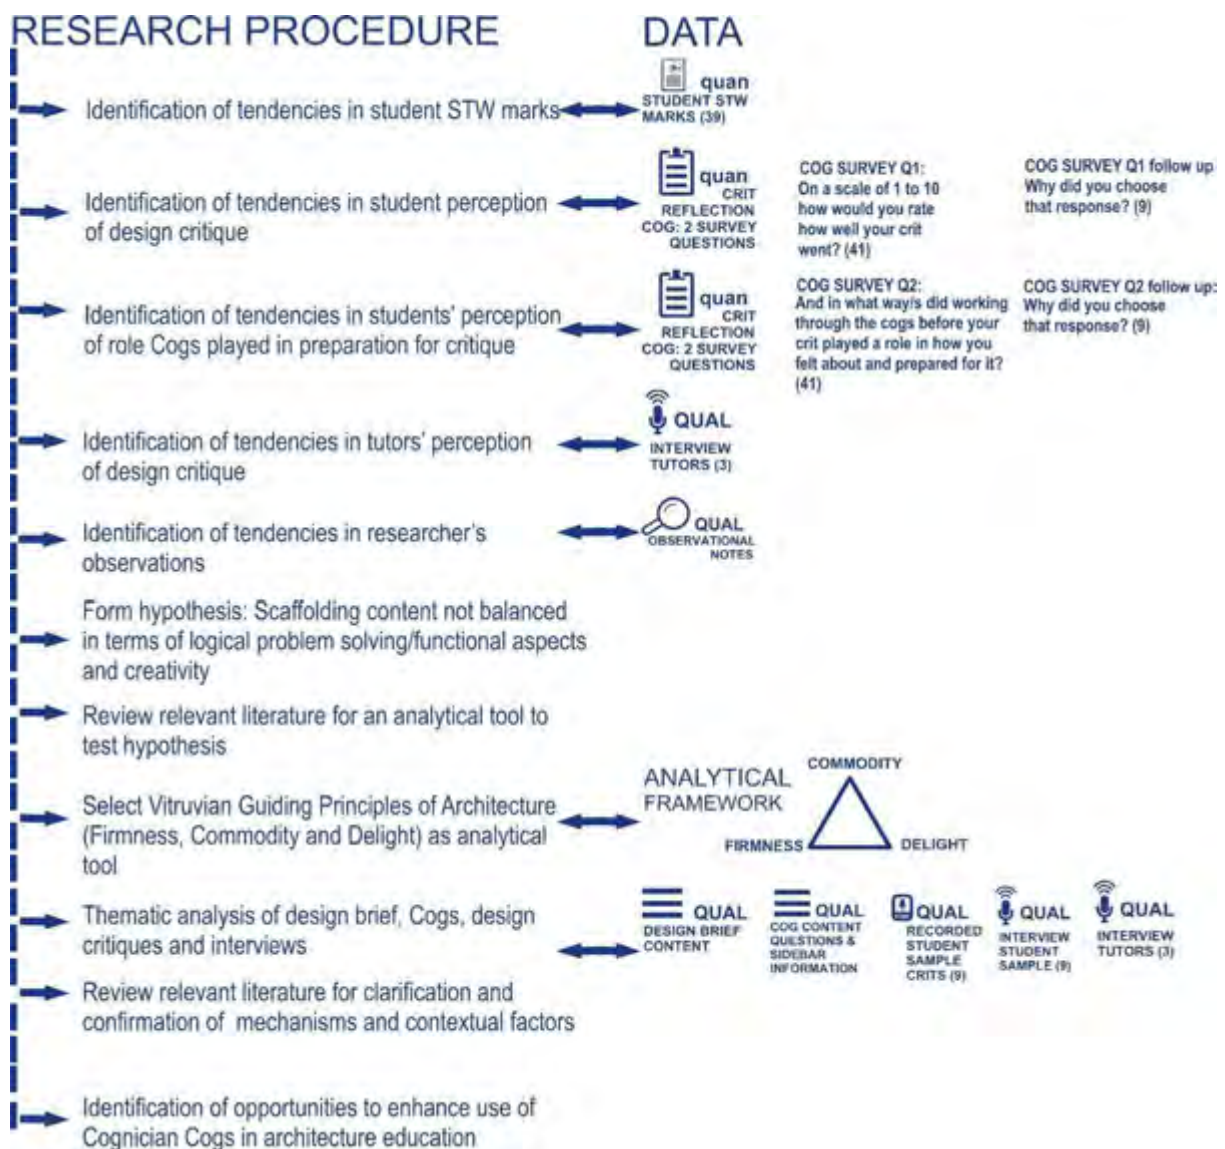 RESEARCH PROCEDURE
DATA
Identification of tendencies in student STW marks
quan
STUDENT STW
MARKS (39)
Identification of tendencies in student perception
of design critique
quan
CRIT
REFLECTION
COG: 2 SURVEY
QUESTIONS
COG SURVEY Q1:
On a scale of 1 to 10
how would you rate
how well your crit
went? (41)
COG SURVEY Q1 follow up
Why did you choose
that response? (9)
Identification of tendencies in students' perception
of role Cogs played in preparation for critique
quan
CRIT
REFLECTION
COG: 2 SURVEY
QUESTIONS
COG SURVEY Q2:
And in what way/s did working
through the cogs before your
crit played a role in how you
felt about and prepared for it?
(41)
COG SURVEY Q2 follow up:
Why did you choose
that response? (9)
Identification of tendencies in tutors' perception
of design critique
QUAL
INTERVIEW
TUTORS (3)
Identification of tendencies in researcher's
observations
QUAL
OBSERVATIONAL
NOTES
Form hypothesis: Scaffolding content not balanced
in terms of logical problem solving/functional aspects
and creativity
Review relevant literature for an analytical tool to
test hypothesis
Select Vitruvian Guiding Principles of Architecture
(Firmness, Commodity and Delight) as analytical
tool
ANALYTICAL
FRAMEWORK
COMMODITY
FIRMNESS
DELIGHT
Thematic analysis of design brief, Cogs, design
critiques and interviews
QUAL
DESIGN BRIEF
CONTENT
QUAL
COG CONTENT
QUESTIONS &
SIDEBAR
INFORMATION
QUAL
RECORDED
STUDENT
SAMPLE
CRITS (9)
QUAL
INTERVIEW
STUDENT
SAMPLE (9)
QUAL
INTERVIEW
TUTORS (3)
Review relevant literature for clarification and
confirmation of mechanisms and contextual factors
Identification of opportunities to enhance use of
Cognician Cogs in architecture education